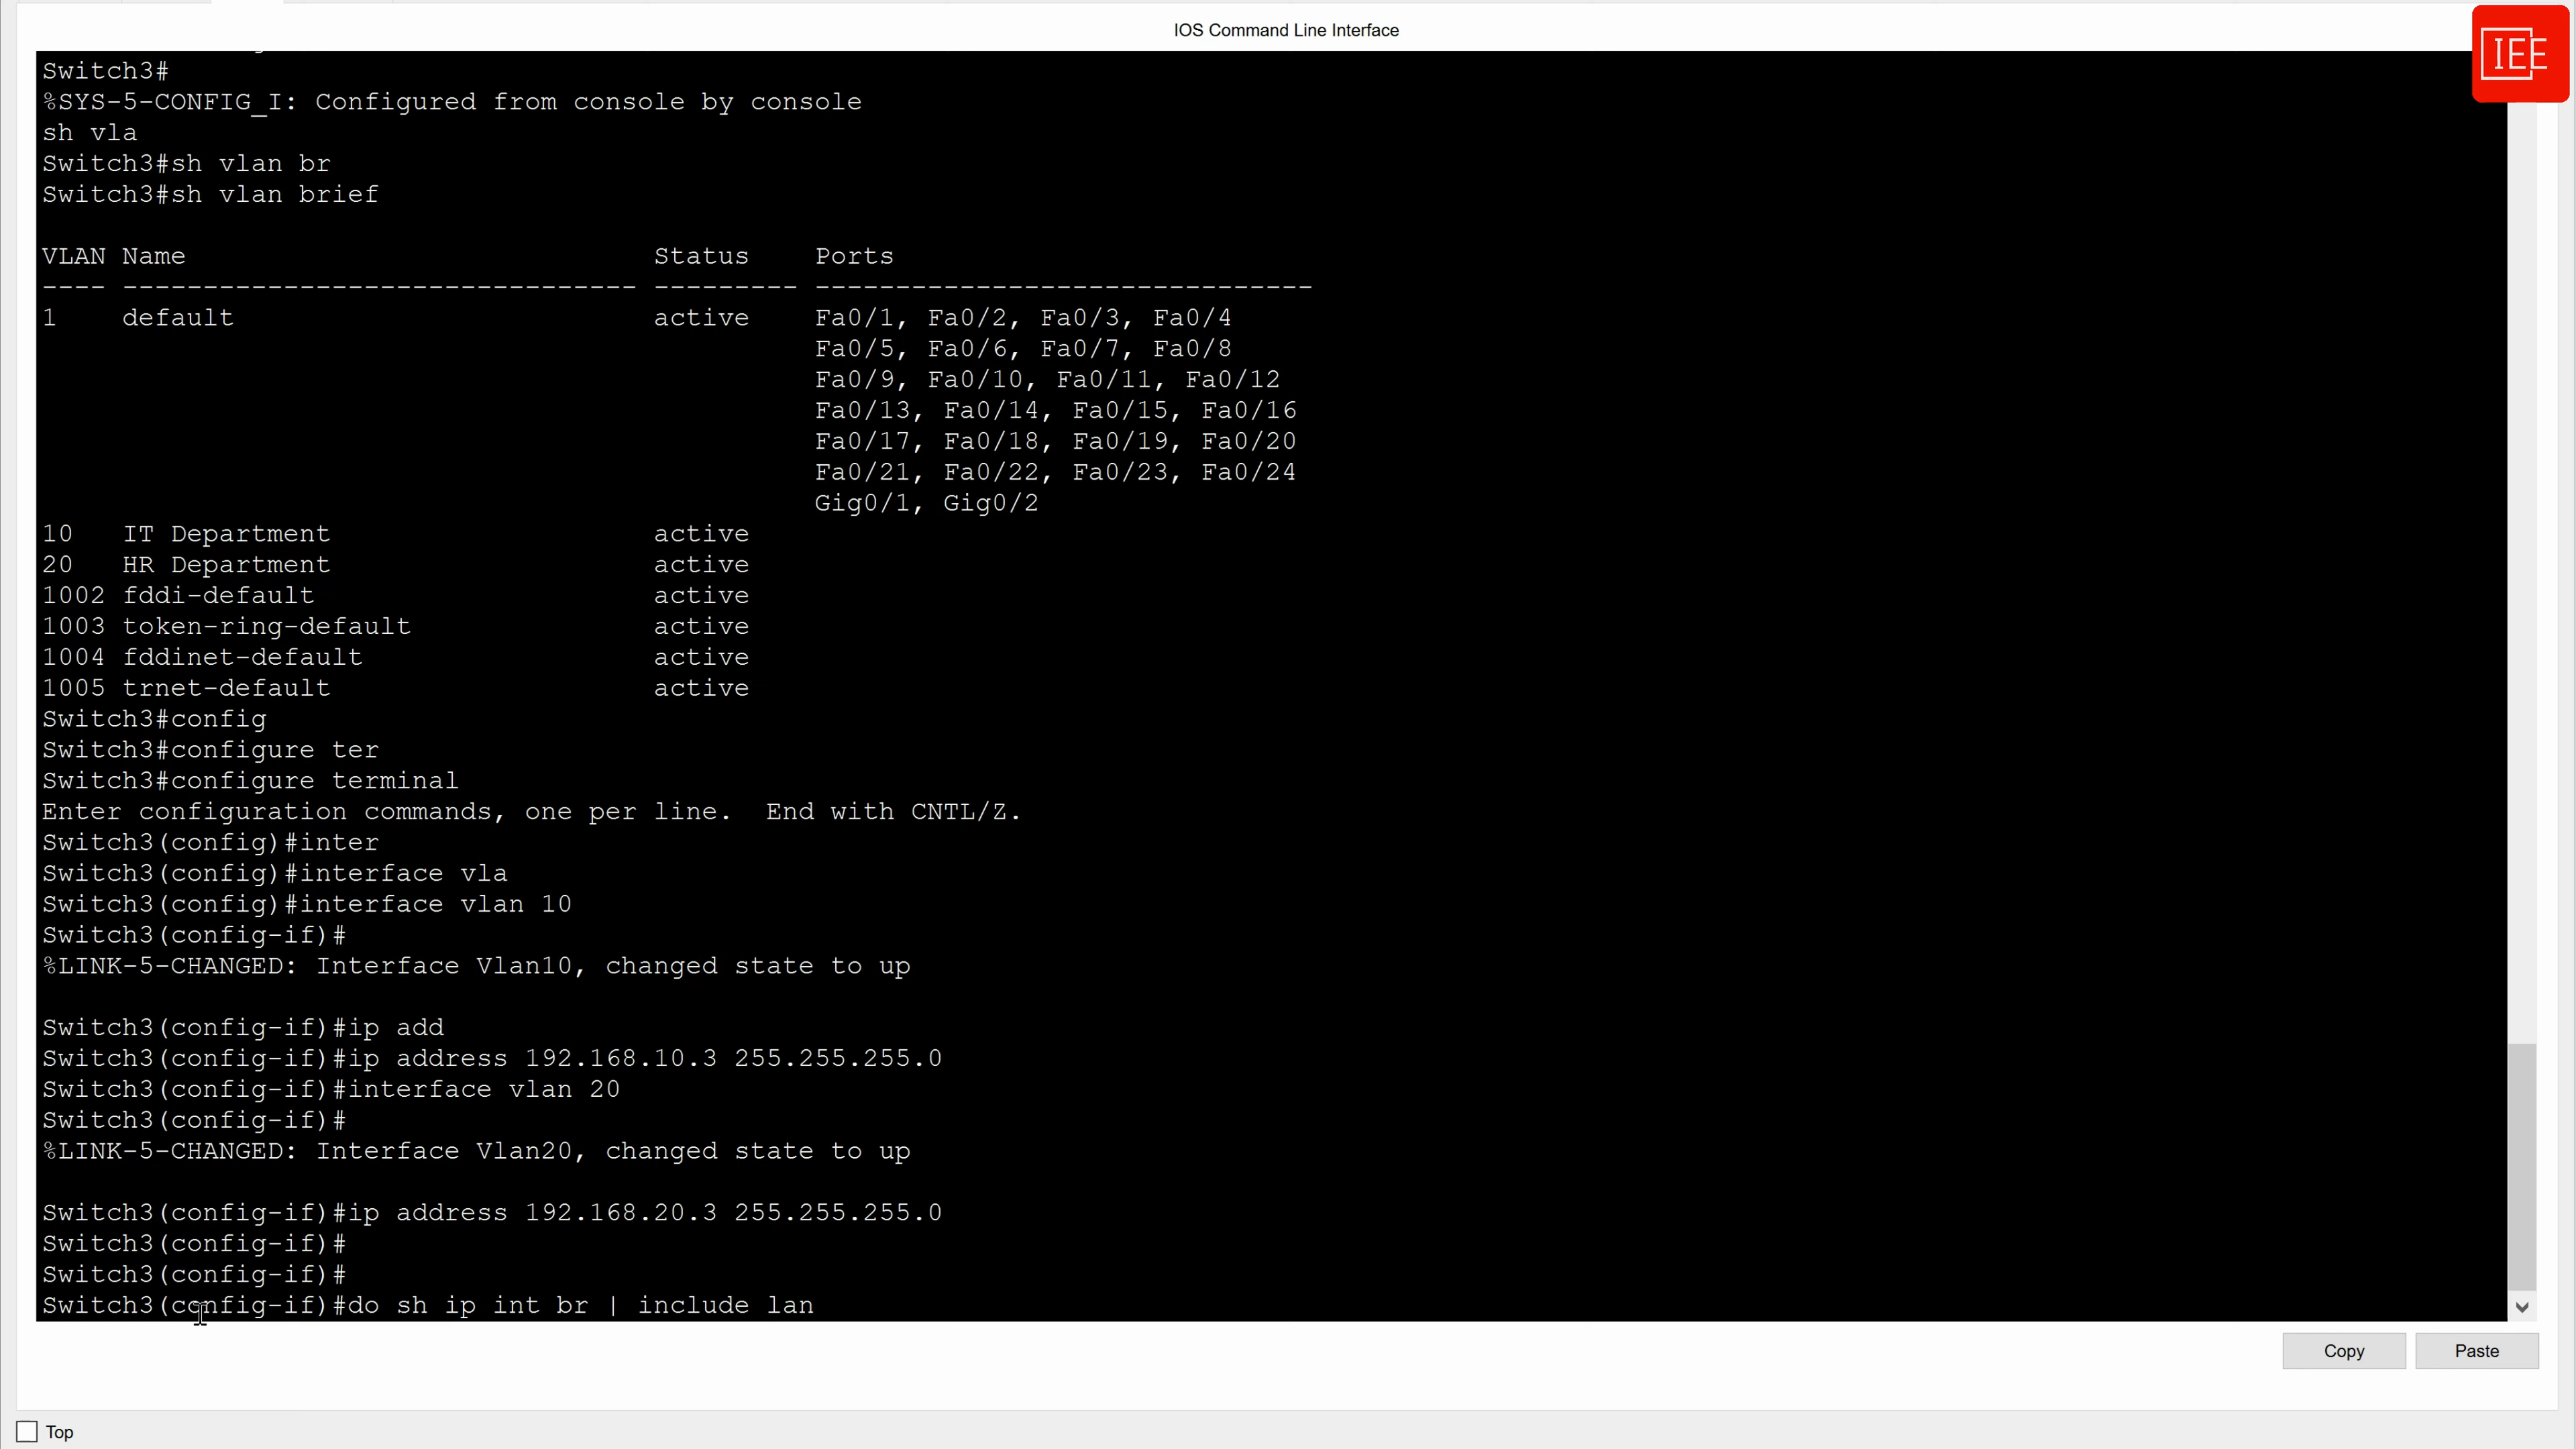 IOS Command Line Interface
IEE
Switch3#
%SYS-5-CONFIG_I: Configured from console by console
sh vla
Switch3#sh vlan br
Switch3#sh vlan brief
VLAN Name                             Status    Ports
---- -------------------------------- --------- -------------------------------
1    default                          active    Fa0/1, Fa0/2, Fa0/3, Fa0/4
Fa0/5, Fa0/6, Fa0/7, Fa0/8
Fa0/9, Fa0/10, Fa0/11, Fa0/12
Fa0/13, Fa0/14, Fa0/15, Fa0/16
Fa0/17, Fa0/18, Fa0/19, Fa0/20
Fa0/21, Fa0/22, Fa0/23, Fa0/24
Gig0/1, Gig0/2
10   IT Department                    active
20   HR Department                    active
1002 fddi-default                     active
1003 token-ring-default               active
1004 fddinet-default                  active
1005 trnet-default                    active
Switch3#config
Switch3#configure ter
Switch3#configure terminal
Enter configuration commands, one per line.  End with CNTL/Z.
Switch3(config)#inter
Switch3(config)#interface vla
Switch3(config)#interface vlan 10
Switch3(config-if)#
%LINK-5-CHANGED: Interface Vlan10, changed state to up
Switch3(config-if)#ip add
Switch3(config-if)#ip address 192.168.10.3 255.255.255.0
Switch3(config-if)#interface vlan 20
Switch3(config-if)#
%LINK-5-CHANGED: Interface Vlan20, changed state to up
Switch3(config-if)#ip address 192.168.20.3 255.255.255.0
Switch3(config-if)#
Switch3(config-if)#
Switch3(config-if)#do sh ip int br | include lan
Copy
Paste
Top